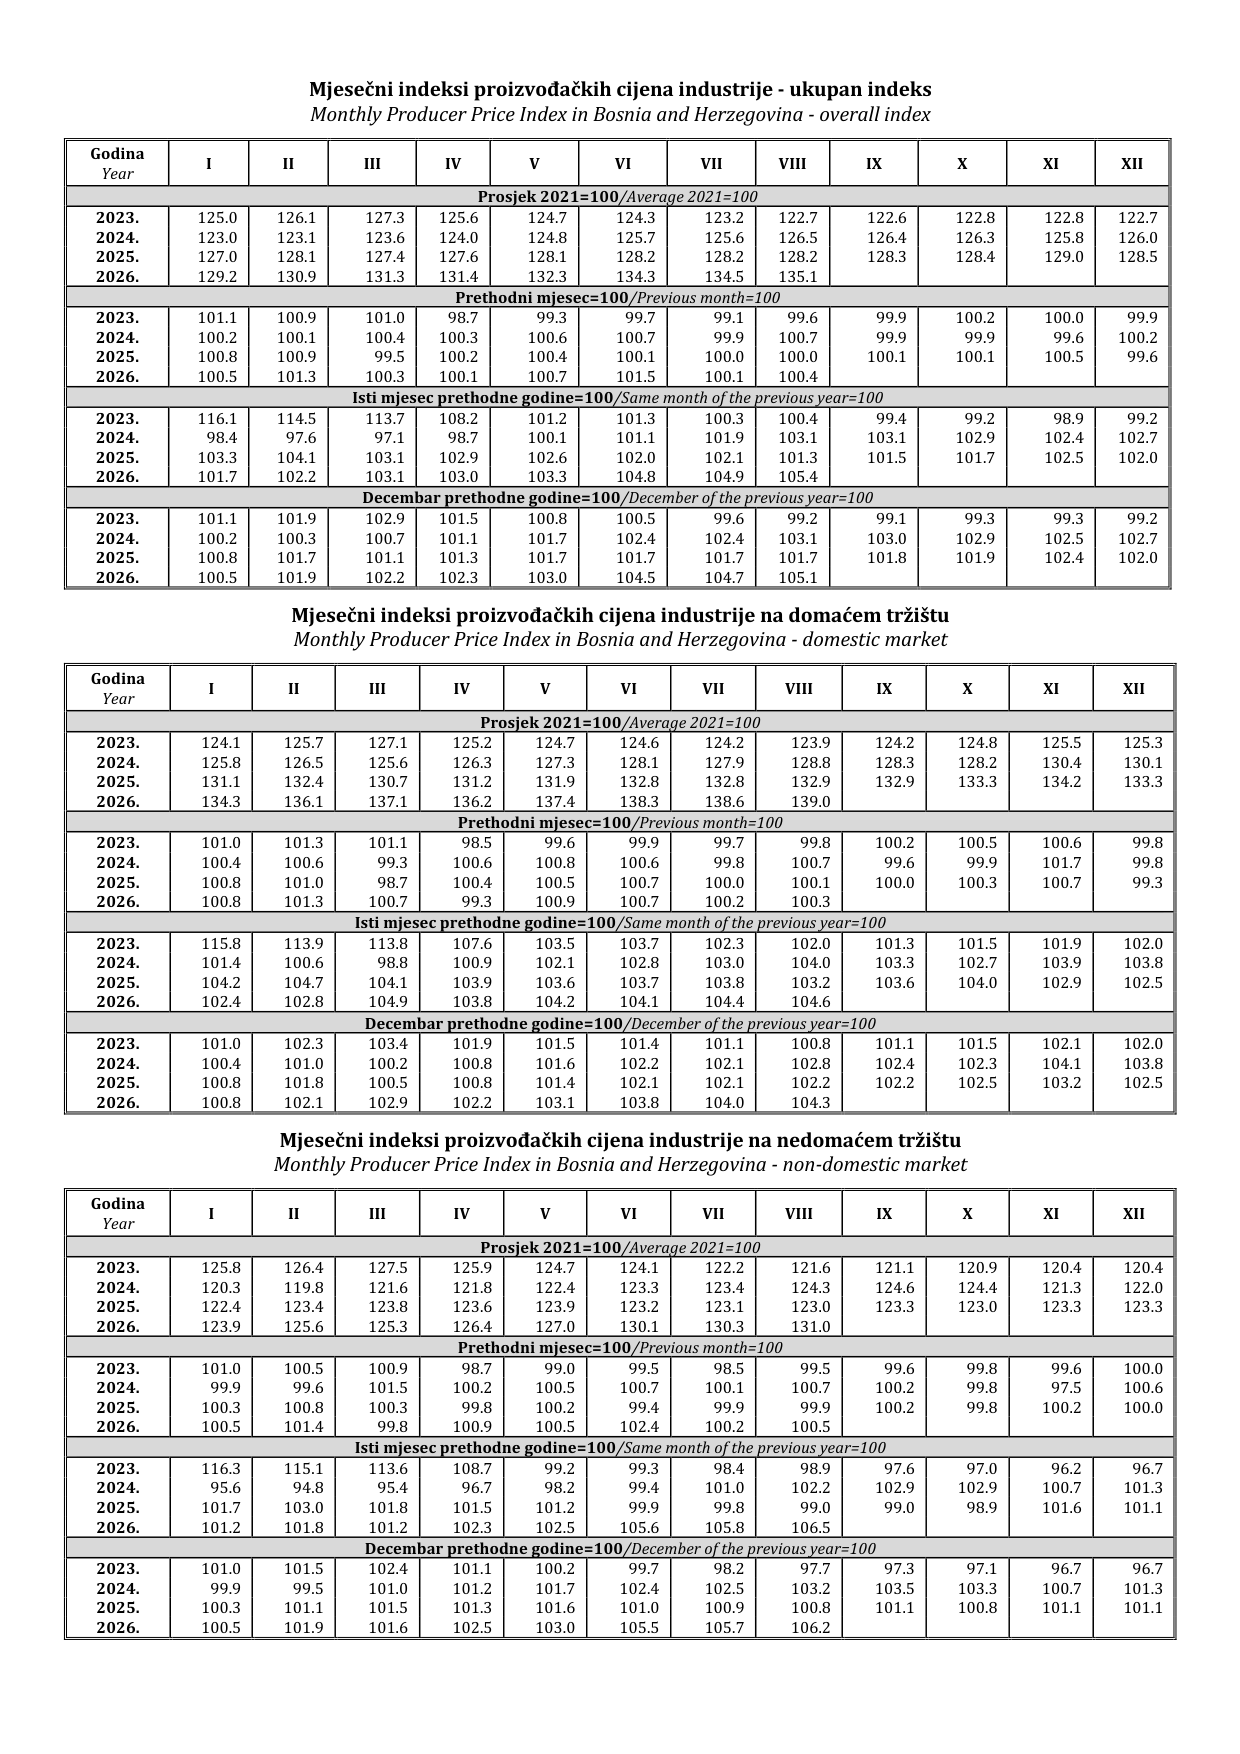 Mjesečni indeksi proizvođačkih cijena industrije - ukupan indeks
Monthly Producer Price Index in Bosnia and Herzegovina - overall index
Godina I II III IV V VI VII VIII IX X XI XII
Year
Prosjek 2021=100/Average 2021=100
2023. 125.0 126.1 127.3 125.6 124.7 124.3 123.2 122.7 122.6 122.8 122.8 122.7
2024. 123.0 123.1 123.6 124.0 124.8 125.7 125.6 126.5 126.4 126.3 125.8 126.0
2025. 127.0 128.1 127.4 127.6 128.1 128.2 128.2 128.2 128.3 128.4 129.0 128.5
2026. 129.2 130.9 131.3 131.4 132.3 134.3 134.5 135.1
Prethodni mjesec=100/Previous month=100
2023. 101.1 100.9 101.0 98.7 99.3 99.7 99.1 99.6 99.9 100.2 100.0 99.9
2024. 100.2 100.1 100.4 100.3 100.6 100.7 99.9 100.7 99.9 99.9 99.6 100.2
2025. 100.8 100.9 99.5 100.2 100.4 100.1 100.0 100.0 100.1 100.1 100.5 99.6
2026. 100.5 101.3 100.3 100.1 100.7 101.5 100.1 100.4
Isti mjesec prethodne godine=100/Same month of the previous year=100
2023. 116.1 114.5 113.7 108.2 101.2 101.3 100.3 100.4 99.4 99.2 98.9 99.2
2024. 98.4 97.6 97.1 98.7 100.1 101.1 101.9 103.1 103.1 102.9 102.4 102.7
2025. 103.3 104.1 103.1 102.9 102.6 102.0 102.1 101.3 101.5 101.7 102.5 102.0
2026. 101.7 102.2 103.1 103.0 103.3 104.8 104.9 105.4
Decembar prethodne godine=100/December of the previous year=100
2023. 101.1 101.9 102.9 101.5 100.8 100.5 99.6 99.2 99.1 99.3 99.3 99.2
2024. 100.2 100.3 100.7 101.1 101.7 102.4 102.4 103.1 103.0 102.9 102.5 102.7
2025. 100.8 101.7 101.1 101.3 101.7 101.7 101.7 101.7 101.8 101.9 102.4 102.0
2026. 100.5 101.9 102.2 102.3 103.0 104.5 104.7 105.1
Mjesečni indeksi proizvođačkih cijena industrije na domaćem tržištu
Monthly Producer Price Index in Bosnia and Herzegovina - domestic market
Godina I II III IV V VI VII VIII IX X XI XII
Year
Prosjek 2021=100/Average 2021=100
2023. 124.1 125.7 127.1 125.2 124.7 124.6 124.2 123.9 124.2 124.8 125.5 125.3
2024. 125.8 126.5 125.6 126.3 127.3 128.1 127.9 128.8 128.3 128.2 130.4 130.1
2025. 131.1 132.4 130.7 131.2 131.9 132.8 132.8 132.9 132.9 133.3 134.2 133.3
2026. 134.3 136.1 137.1 136.2 137.4 138.3 138.6 139.0
Prethodni mjesec=100/Previous month=100
2023. 101.0 101.3 101.1 98.5 99.6 99.9 99.7 99.8 100.2 100.5 100.6 99.8
2024. 100.4 100.6 99.3 100.6 100.8 100.6 99.8 100.7 99.6 99.9 101.7 99.8
2025. 100.8 101.0 98.7 100.4 100.5 100.7 100.0 100.1 100.0 100.3 100.7 99.3
2026. 100.8 101.3 100.7 99.3 100.9 100.7 100.2 100.3
Isti mjesec prethodne godine=100/Same month of the previous year=100
2023. 115.8 113.9 113.8 107.6 103.5 103.7 102.3 102.0 101.3 101.5 101.9 102.0
2024. 101.4 100.6 98.8 100.9 102.1 102.8 103.0 104.0 103.3 102.7 103.9 103.8
2025. 104.2 104.7 104.1 103.9 103.6 103.7 103.8 103.2 103.6 104.0 102.9 102.5
2026. 102.4 102.8 104.9 103.8 104.2 104.1 104.4 104.6
Decembar prethodne godine=100/December of the previous year=100
2023. 101.0 102.3 103.4 101.9 101.5 101.4 101.1 100.8 101.1 101.5 102.1 102.0
2024. 100.4 101.0 100.2 100.8 101.6 102.2 102.1 102.8 102.4 102.3 104.1 103.8
2025. 100.8 101.8 100.5 100.8 101.4 102.1 102.1 102.2 102.2 102.5 103.2 102.5
2026. 100.8 102.1 102.9 102.2 103.1 103.8 104.0 104.3
Mjesečni indeksi proizvođačkih cijena industrije na nedomaćem tržištu
Monthly Producer Price Index in Bosnia and Herzegovina - non-domestic market
Godina I II III IV V VI VII VIII IX X XI XII
Year
Prosjek 2021=100/Average 2021=100
2023. 125.8 126.4 127.5 125.9 124.7 124.1 122.2 121.6 121.1 120.9 120.4 120.4
2024. 120.3 119.8 121.6 121.8 122.4 123.3 123.4 124.3 124.6 124.4 121.3 122.0
2025. 122.4 123.4 123.8 123.6 123.9 123.2 123.1 123.0 123.3 123.0 123.3 123.3
2026. 123.9 125.6 125.3 126.4 127.0 130.1 130.3 131.0
Prethodni mjesec=100/Previous month=100
2023. 101.0 100.5 100.9 98.7 99.0 99.5 98.5 99.5 99.6 99.8 99.6 100.0
2024. 99.9 99.6 101.5 100.2 100.5 100.7 100.1 100.7 100.2 99.8 97.5 100.6
2025. 100.3 100.8 100.3 99.8 100.2 99.4 99.9 99.9 100.2 99.8 100.2 100.0
2026. 100.5 101.4 99.8 100.9 100.5 102.4 100.2 100.5
Isti mjesec prethodne godine=100/Same month of the previous year=100
2023. 116.3 115.1 113.6 108.7 99.2 99.3 98.4 98.9 97.6 97.0 96.2 96.7
2024. 95.6 94.8 95.4 96.7 98.2 99.4 101.0 102.2 102.9 102.9 100.7 101.3
2025. 101.7 103.0 101.8 101.5 101.2 99.9 99.8 99.0 99.0 98.9 101.6 101.1
2026. 101.2 101.8 101.2 102.3 102.5 105.6 105.8 106.5
Decembar prethodne godine=100/December of the previous year=100
2023. 101.0 101.5 102.4 101.1 100.2 99.7 98.2 97.7 97.3 97.1 96.7 96.7
2024. 99.9 99.5 101.0 101.2 101.7 102.4 102.5 103.2 103.5 103.3 100.7 101.3
2025. 100.3 101.1 101.5 101.3 101.6 101.0 100.9 100.8 101.1 100.8 101.1 101.1
2026. 100.5 101.9 101.6 102.5 103.0 105.5 105.7 106.2